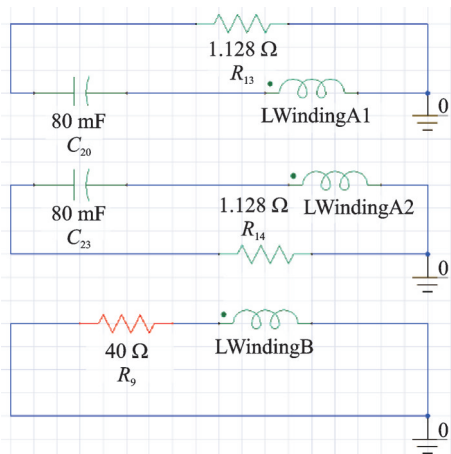 1.128 Ω
R13
0
LWindingA1
80 mF
C20
80 mF
C23
1.128 Ω LWindingA2
R14
0
LWindingB
40 Ω
R9
0